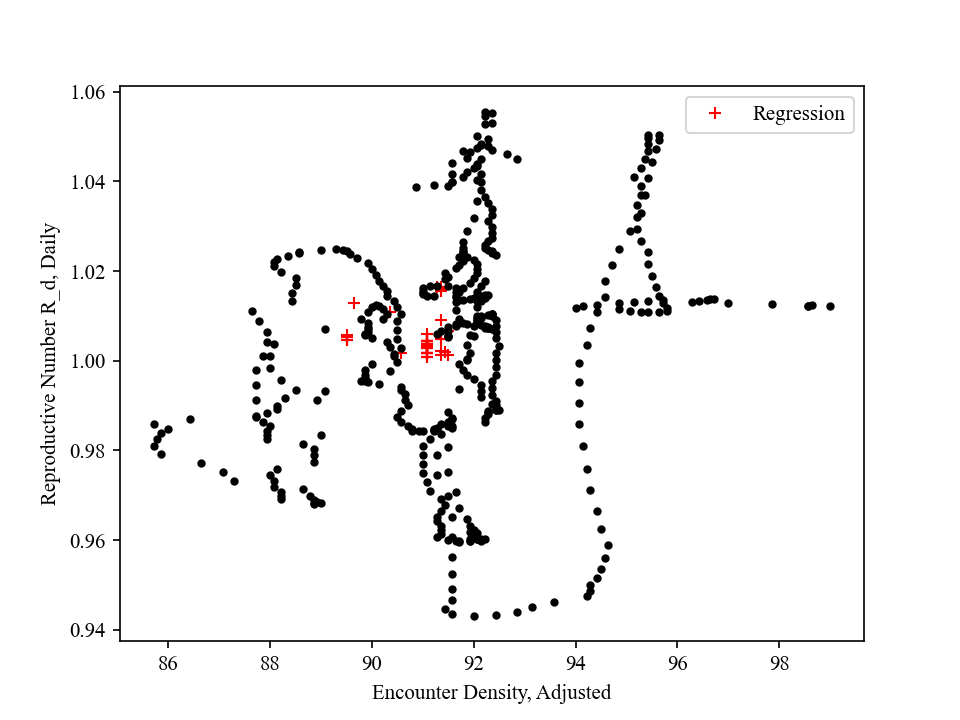 Regression
1.06
1.04
1.02
1.00
0.98
0.96
0.94
Reproductive Number R_d, Daily
86 88 90 92 94 96 98
Encounter Density, Adjusted